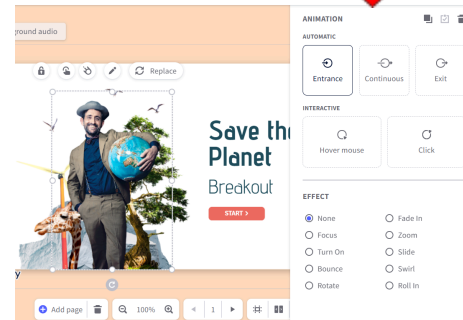 ANIMATION
ground audio
AUTOMATIC
Entrance
Continuous
Exit
Replace
INTERACTIVE
Hover mouse
Click
Save the
Planet
Breakout
START >
EFFECT
None
Fade In
Focus
Zoom
Turn On
Slide
Bounce
Swirl
Rotate
Roll In
y
Add page
100%
1